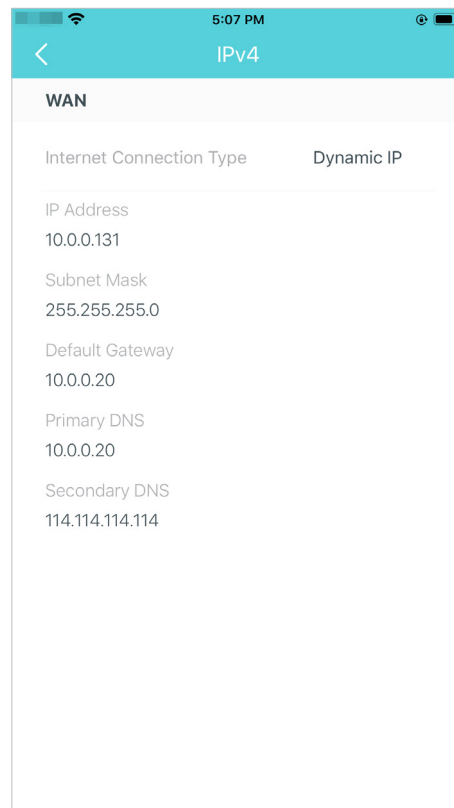 5:07 PM
IPv4
WAN
Internet Connection Type Dynamic IP
IP Address
10.0.0.131
Subnet Mask
255.255.255.0
Default Gateway
10.0.0.20
Primary DNS
10.0.0.20
Secondary DNS
114.114.114.114